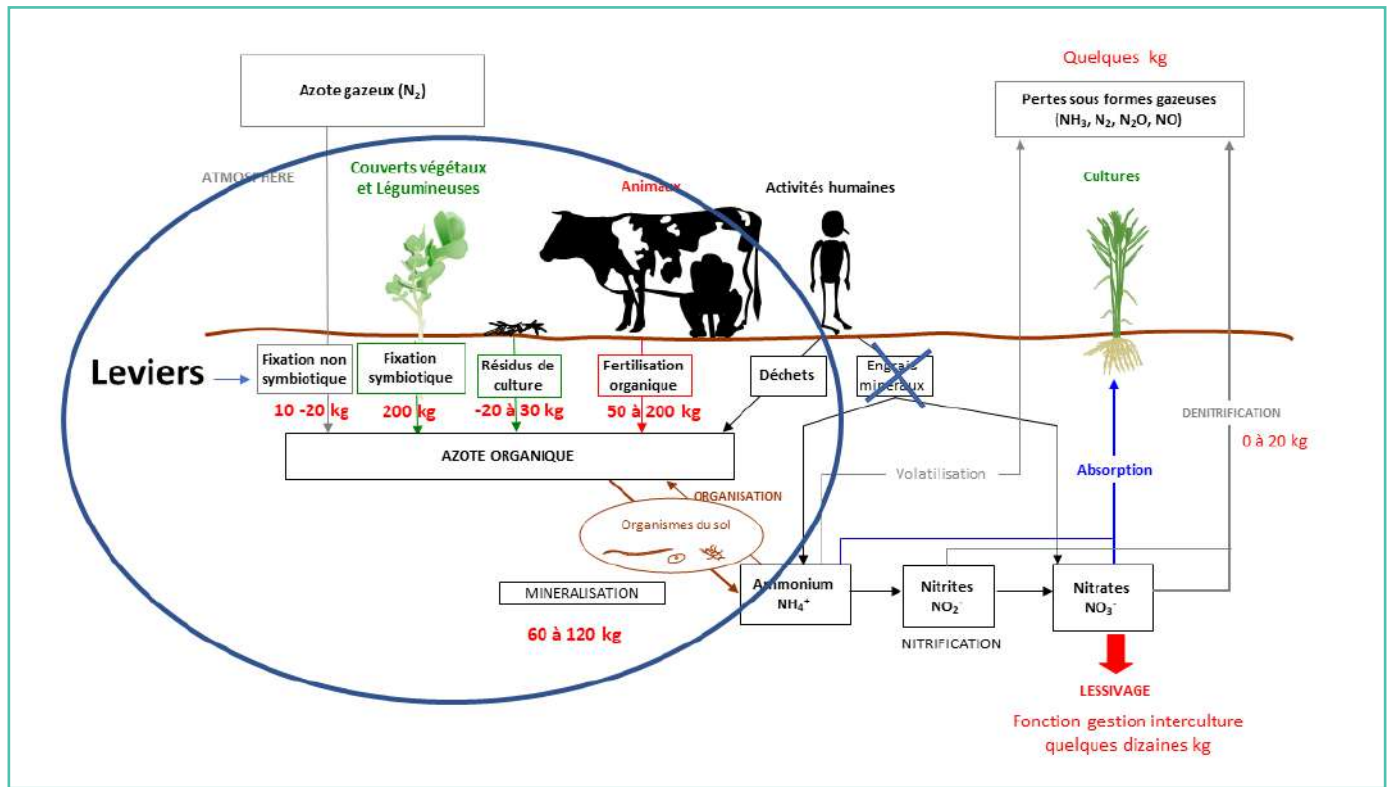 Quelques kg
Azote gazeux (N₂)
Pertes sous formes gazeuses
(NH₃, N₂, N₂O, NO)
ATMOSPHÈRE
Couverts végétaux
et Légumineuses
Animaux
Activités humaines
Cultures
Leviers
Fixation non
symbiotique
10 -20 kg
Fixation
symbiotique
200 kg
Résidus de
culture
-20 à 30 kg
Fertilisation
organique
50 à 200 kg
Déchets
Engrais
minéraux
DENITRIFICATION
0 à 20 kg
AZOTE ORGANIQUE
Volatilisation
Absorption
ORGANISATION
Organismes du sol
MINERALISATION
60 à 120 kg
Ammonium
NH₄⁺
Nitrites
NO₂⁻
Nitrates
NO₃⁻
NITRIFICATION
LESSIVAGE
Fonction gestion interculture
quelques dizaines kg